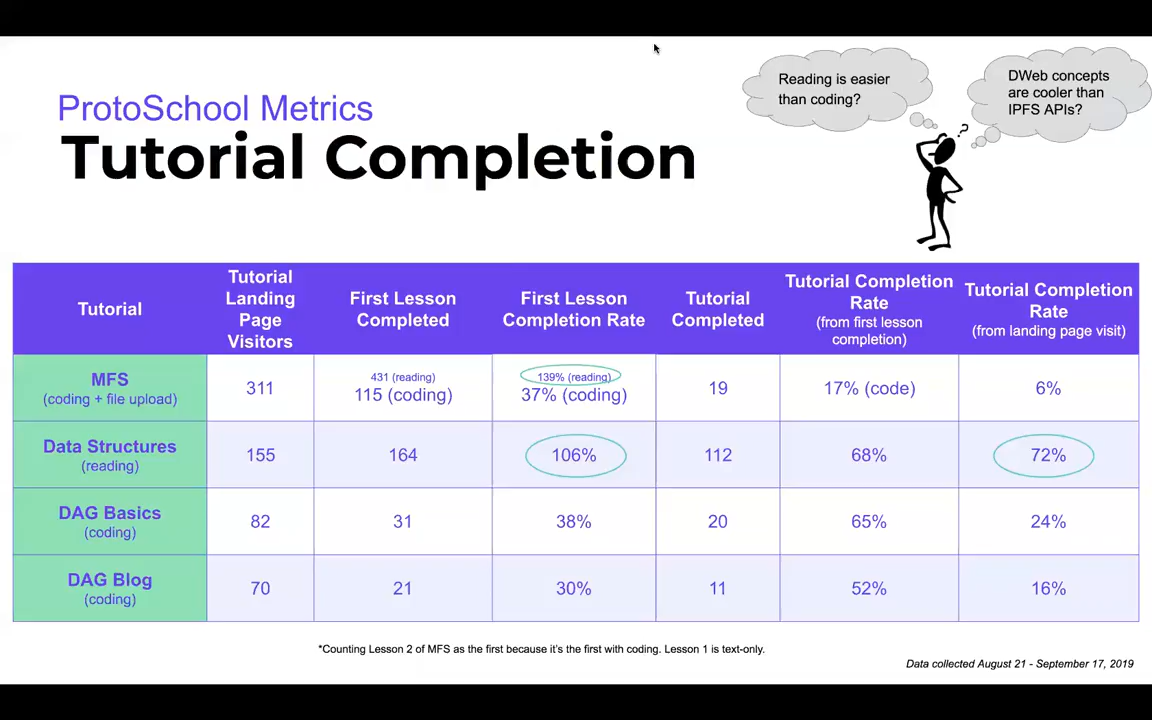 Reading is easier
than coding?
DWeb concepts
are cooler than
IPFS APIs?
?
ProtoSchool Metrics
Tutorial Completion
Tutorial
Tutorial
Landing
Page
Visitors
First Lesson
Completed
First Lesson
Completion Rate
Tutorial
Completed
Tutorial Completion
Rate
(from first lesson
completion)
Tutorial Completion
Rate
(from landing page visit)
MFS
(coding + file upload)
311
431 (reading)
115 (coding)
139% (reading)
37% (coding)
19
17% (code)
6%
Data Structures
(reading)
155
164
106%
112
68%
72%
DAG Basics
(coding)
82
31
38%
20
65%
24%
DAG Blog
(coding)
70
21
30%
11
52%
16%
*Counting Lesson 2 of MFS as the first because it's the first with coding. Lesson 1 is text-only.
Data collected August 21 - September 17, 2019